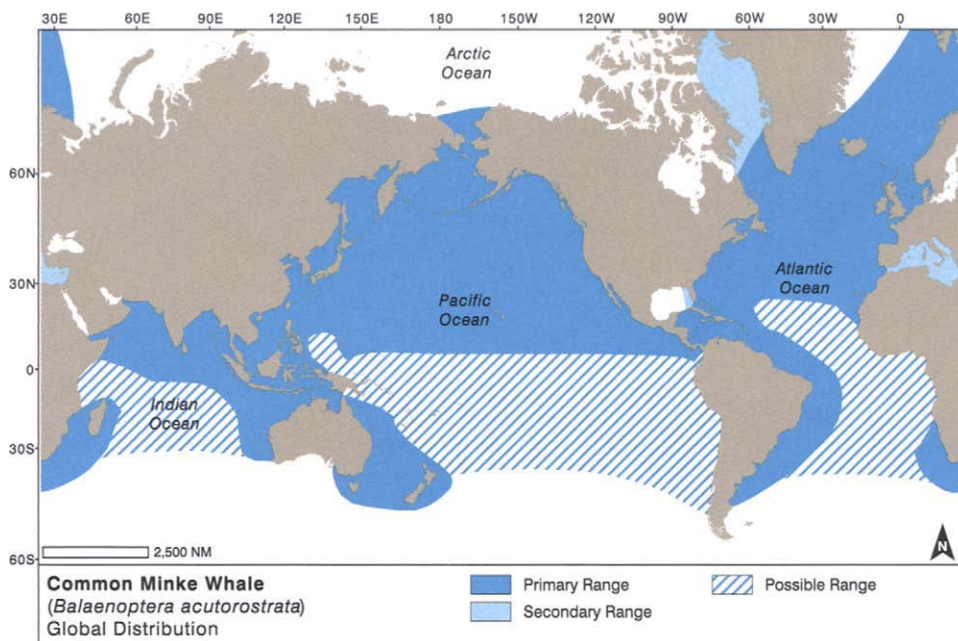 30E 60E 90E 120E 150E 180 150W 120W 90W 60W 30W 0
Arctic
Ocean
60N
30N
Atlantic
Ocean
Pacific
Ocean
0
Indian
Ocean
30S
2,500 NM
N
60S
Common Minke Whale
(Balaenoptera acutorostrata)
Global Distribution
Primary Range
Secondary Range
Possible Range